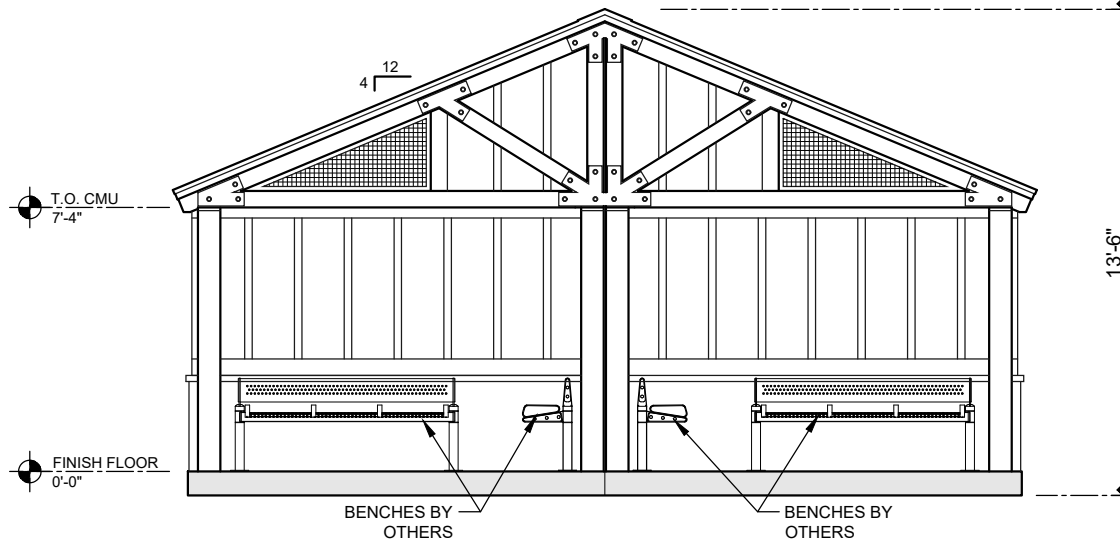 12
4
T.O. CMU
7'-4"
13'-6"
FINISH FLOOR
0'-0"
BENCHES BY
OTHERS
BENCHES BY
OTHERS